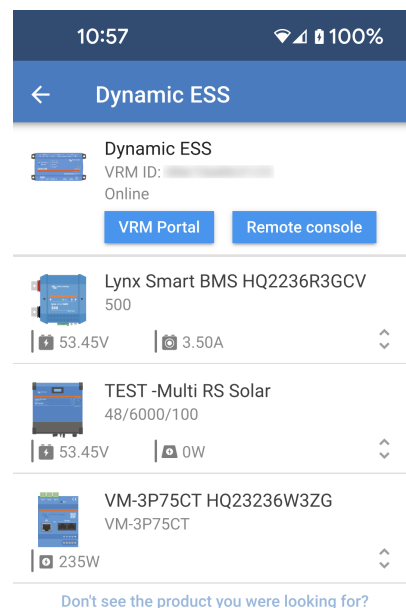 10:57
100%
Dynamic ESS
Dynamic ESS
VRM ID:
Online
VRM Portal Remote console
Lynx Smart BMS HQ2236R3GCV
500
53.45V 3.50A
TEST -Multi RS Solar
48/6000/100
53.45V 0W
VM-3P75CT HQ23236W3ZG
VM-3P75CT
235W
Don't see the product you were looking for?